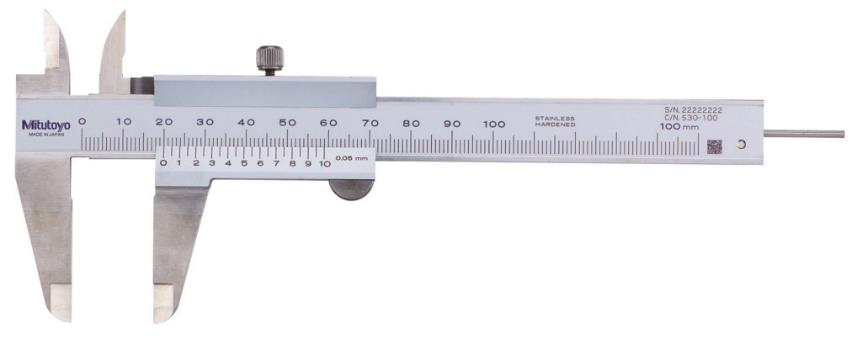 Mitutoyo
MADE IN JAPAN
0 10 20 30 40 50 60 70 80 90 100
STAINLESS
HARDENED
S/N. 22222222
C/N. 530-100
100 mm
0 1 2 3 4 5 6 7 8 9 10 0.05 mm